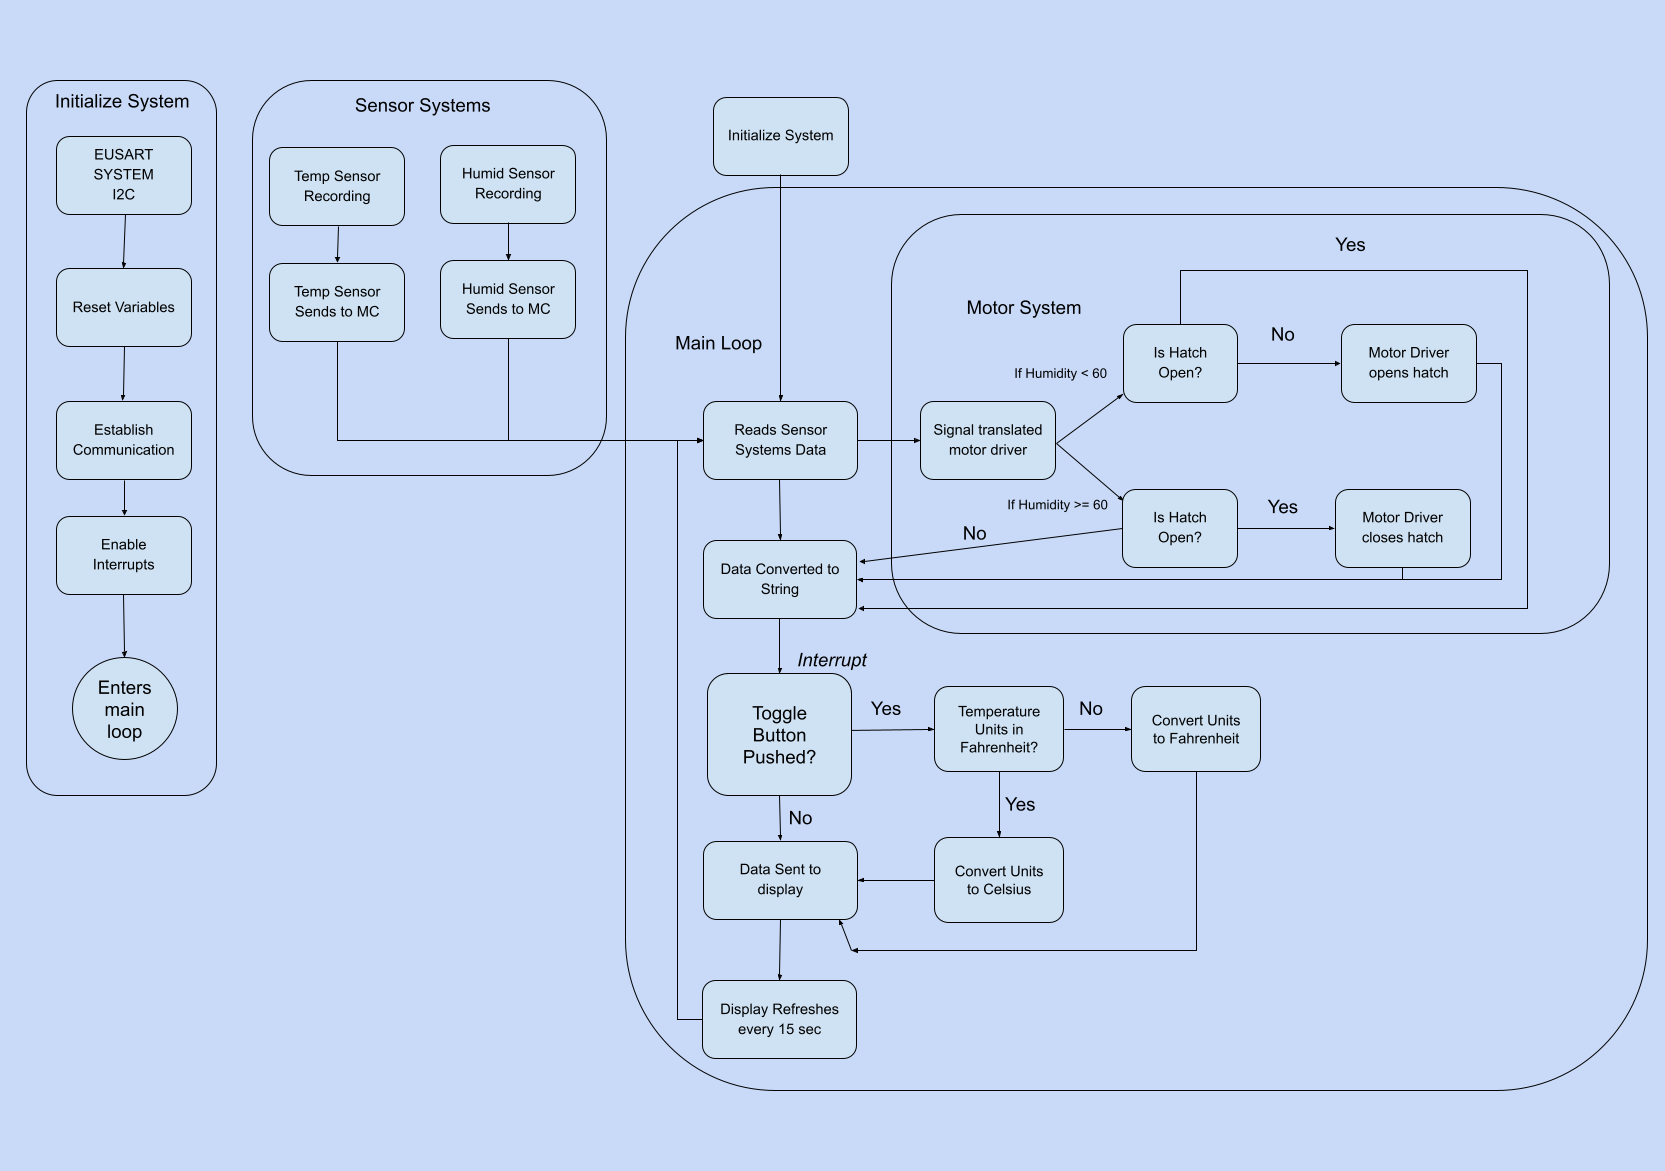 Initialize System
EUSART
SYSTEM
I2C
Reset Variables
Establish
Communication
Enable
Interrupts
Enters
main
loop
Sensor Systems
Temp Sensor
Recording
Humid Sensor
Recording
Temp Sensor
Sends to MC
Humid Sensor
Sends to MC
Initialize System
Main Loop
Reads Sensor
Systems Data
Motor System
Signal translated
motor driver
If Humidity < 60
Is Hatch
Open?
Yes
No
Motor Driver
opens hatch
If Humidity >= 60
Is Hatch
Open?
Yes
Motor Driver
closes hatch
No
Data Converted to
String
Interrupt
Toggle
Button
Pushed?
Yes
Temperature
Units in
Fahrenheit?
No
Convert Units
to Fahrenheit
Yes
Convert Units
to Celsius
No
Data Sent to
display
Display Refreshes
every 15 sec